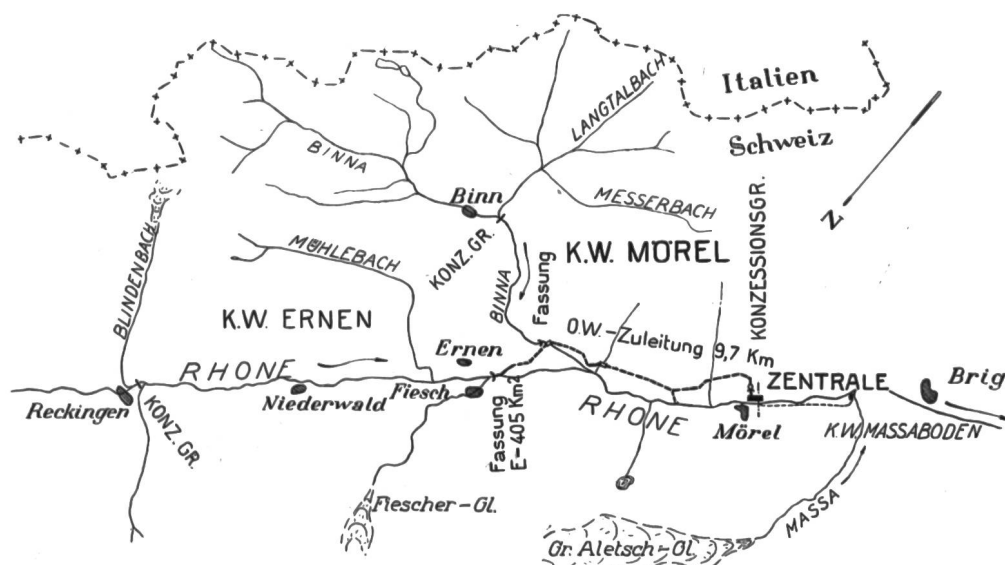 Italien
Schweiz
LANGTALBACH
BINNA
Binn
MESSERBACH
N
KONZESSIONSGR.
BLINDENBACH
MÜHLEBACH
KONZ. GR.
K.W. MÖREL
BINNA
Fassung
K.W. ERNEN
O.W.-Zuleitung 9,7 Km
Ernen
RHONE
Reckingen
Niederwald
Fiesch
ZENTRALE
Brig
KONZ. GR.
Fassung
E-405 Km²
RHONE
Mörel
K.W. MASSABODEN
Fiescher-Gl.
MASSA
Gr. Aletsch-Gl.